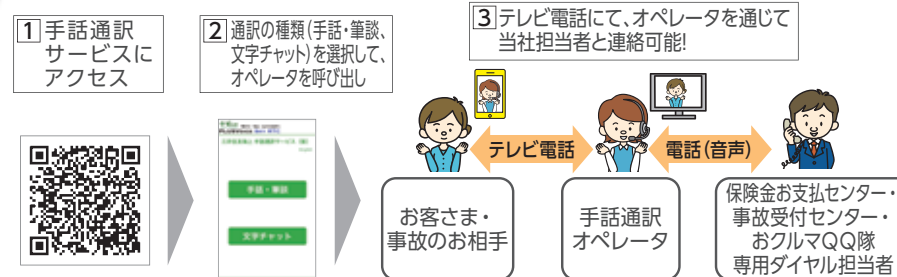 1 手話通訳
サービスに
アクセス
2 通訳の種類(手話・筆談、
文字チャット)を選択して、
オペレータを呼び出し
3 テレビ電話にて、オペレータを通じて
当社担当者と連絡可能!
手話・筆談
文字チャット
テレビ電話
電話(音声)
お客さま・
事故のお相手
手話通訳
オペレータ
保険金お支払センター・
事故受付センター・
おクルマQQ隊
専用ダイヤル担当者